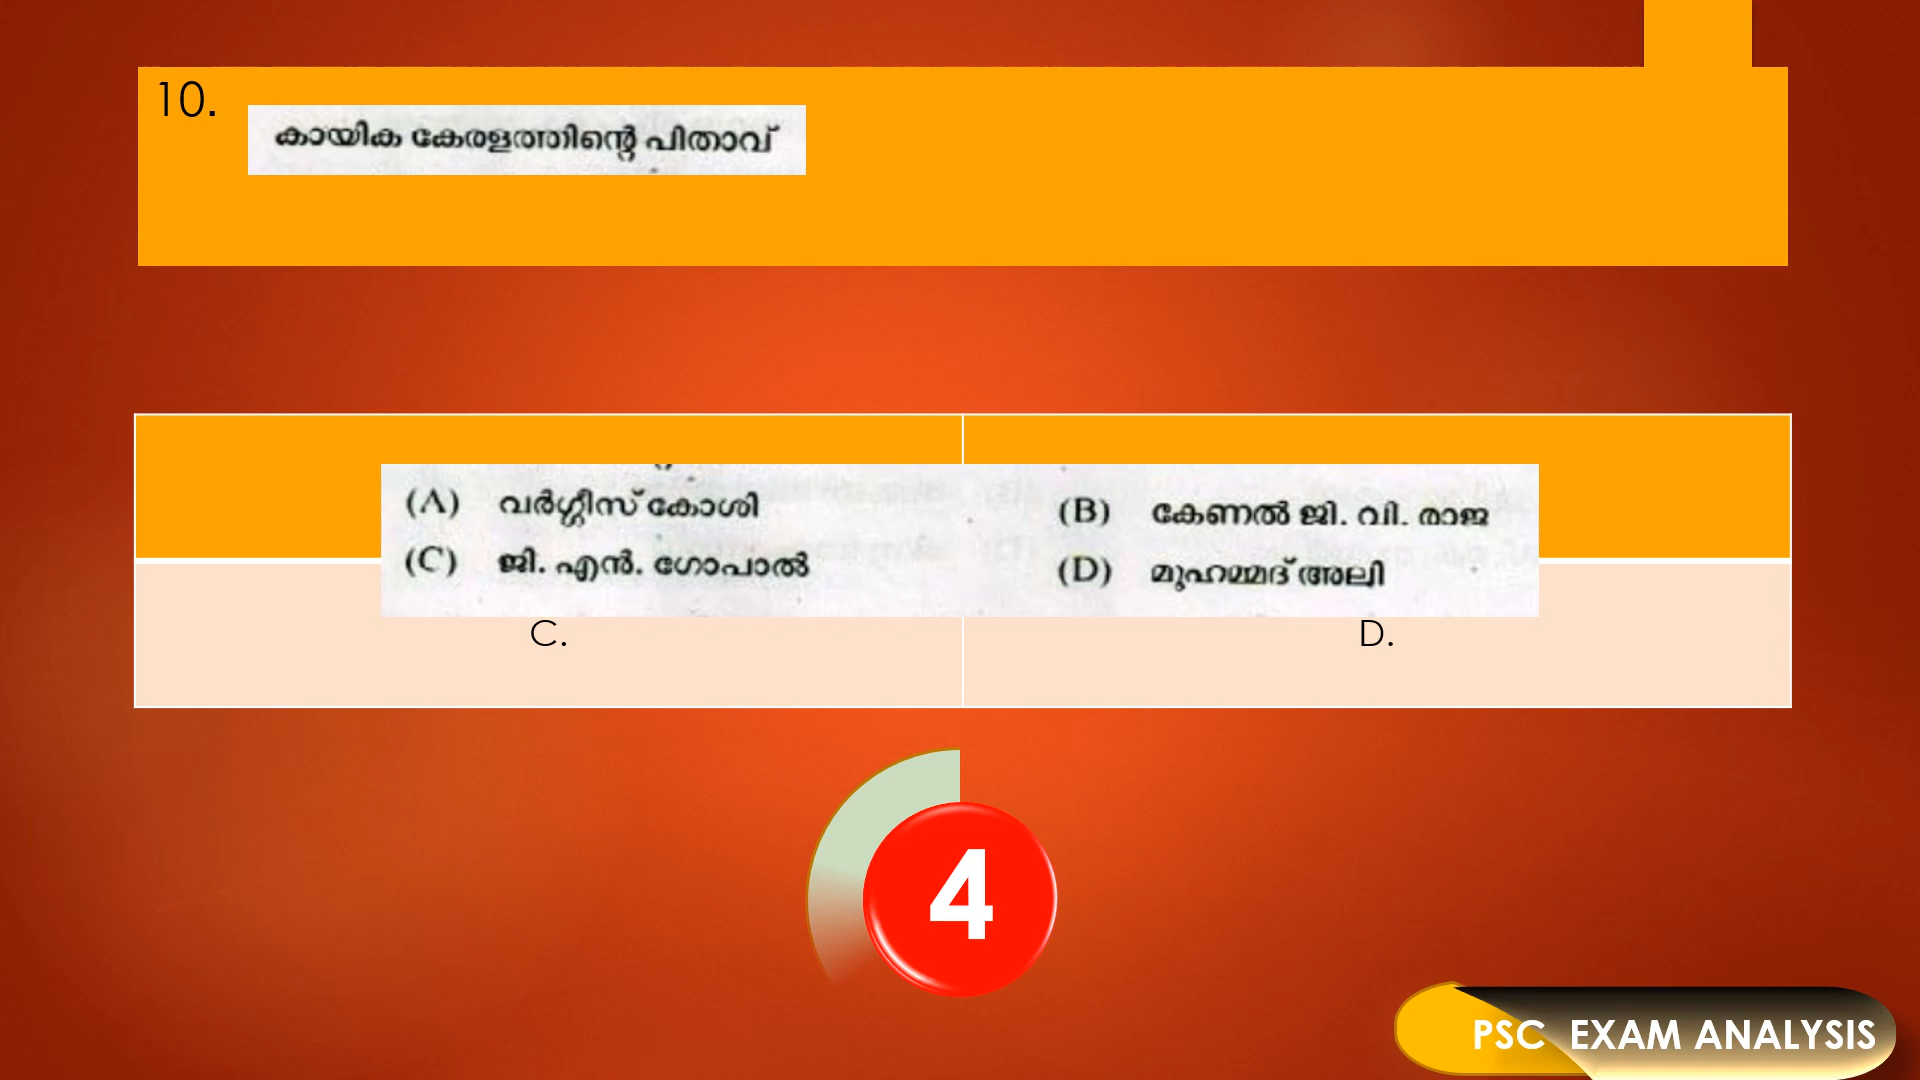 10.
കായിക കേരളത്തിന്റെ പിതാവ്
(A) വർഗ്ഗീസ് കോശി (B) കേണൽ ജി. വി. രാജ
(C) ജി. എൻ. ഗോപാൽ (D) മുഹമ്മദ് അലി
C. D.
4
PSC EXAM ANALYSIS